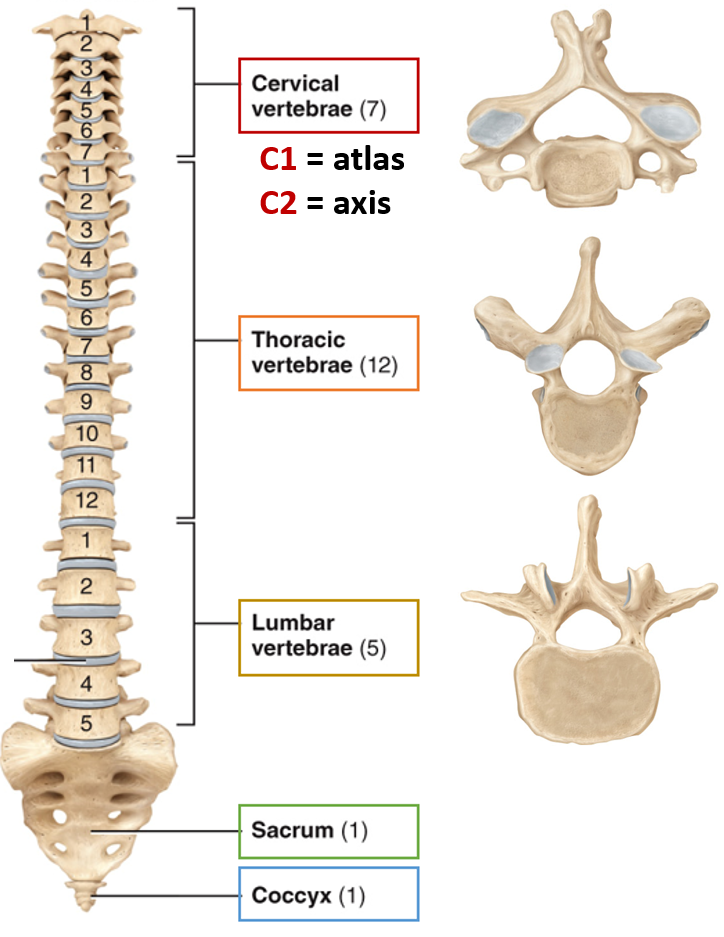 1
2
3
4
5
6
7
1
2
3
4
5
6
7
8
9
10
11
12
1
2
3
4
5
Cervical
vertebrae (7)
C1 = atlas
C2 = axis
Thoracic
vertebrae (12)
Lumbar
vertebrae (5)
Sacrum (1)
Coccyx (1)